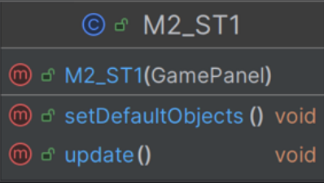 M2_ST1
M2_ST1(GamePanel)
setDefaultObjects () void
update() void